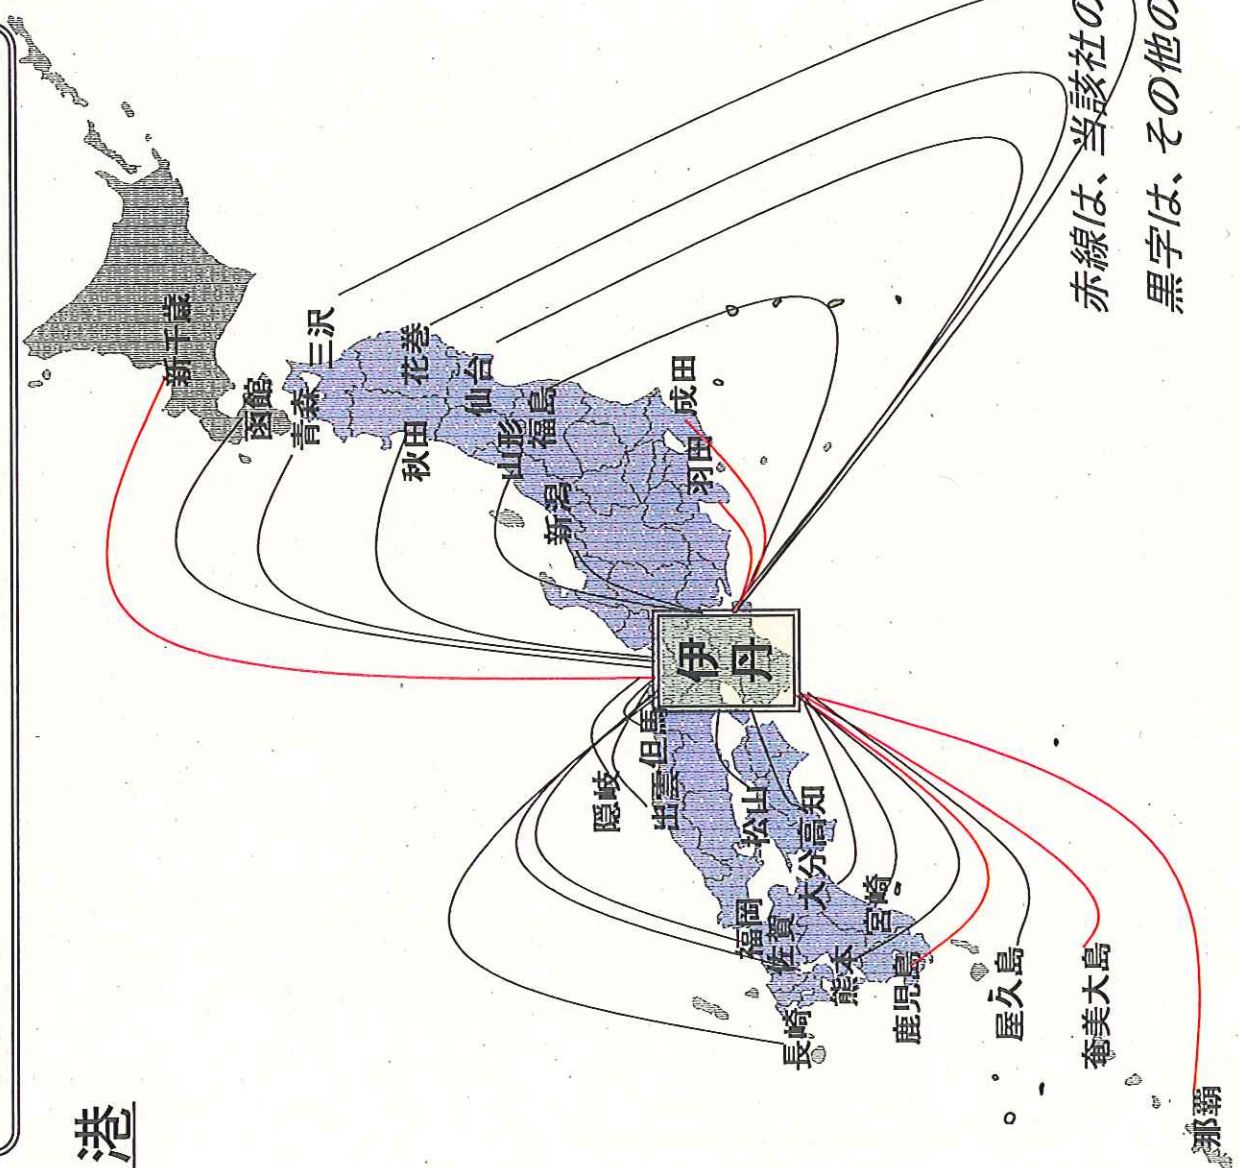 港
新千歳
函館
青森
三沢
秋田
花巻
仙台
山形
福島
新潟
成田
羽田
伊丹
但馬
隠岐
出雲
松山
高知
大分
福岡
佐賀
宮崎
熊本
長崎
鹿児島
屋久島
奄美大島
那覇
赤線は、当該社の
黒字は、その他の